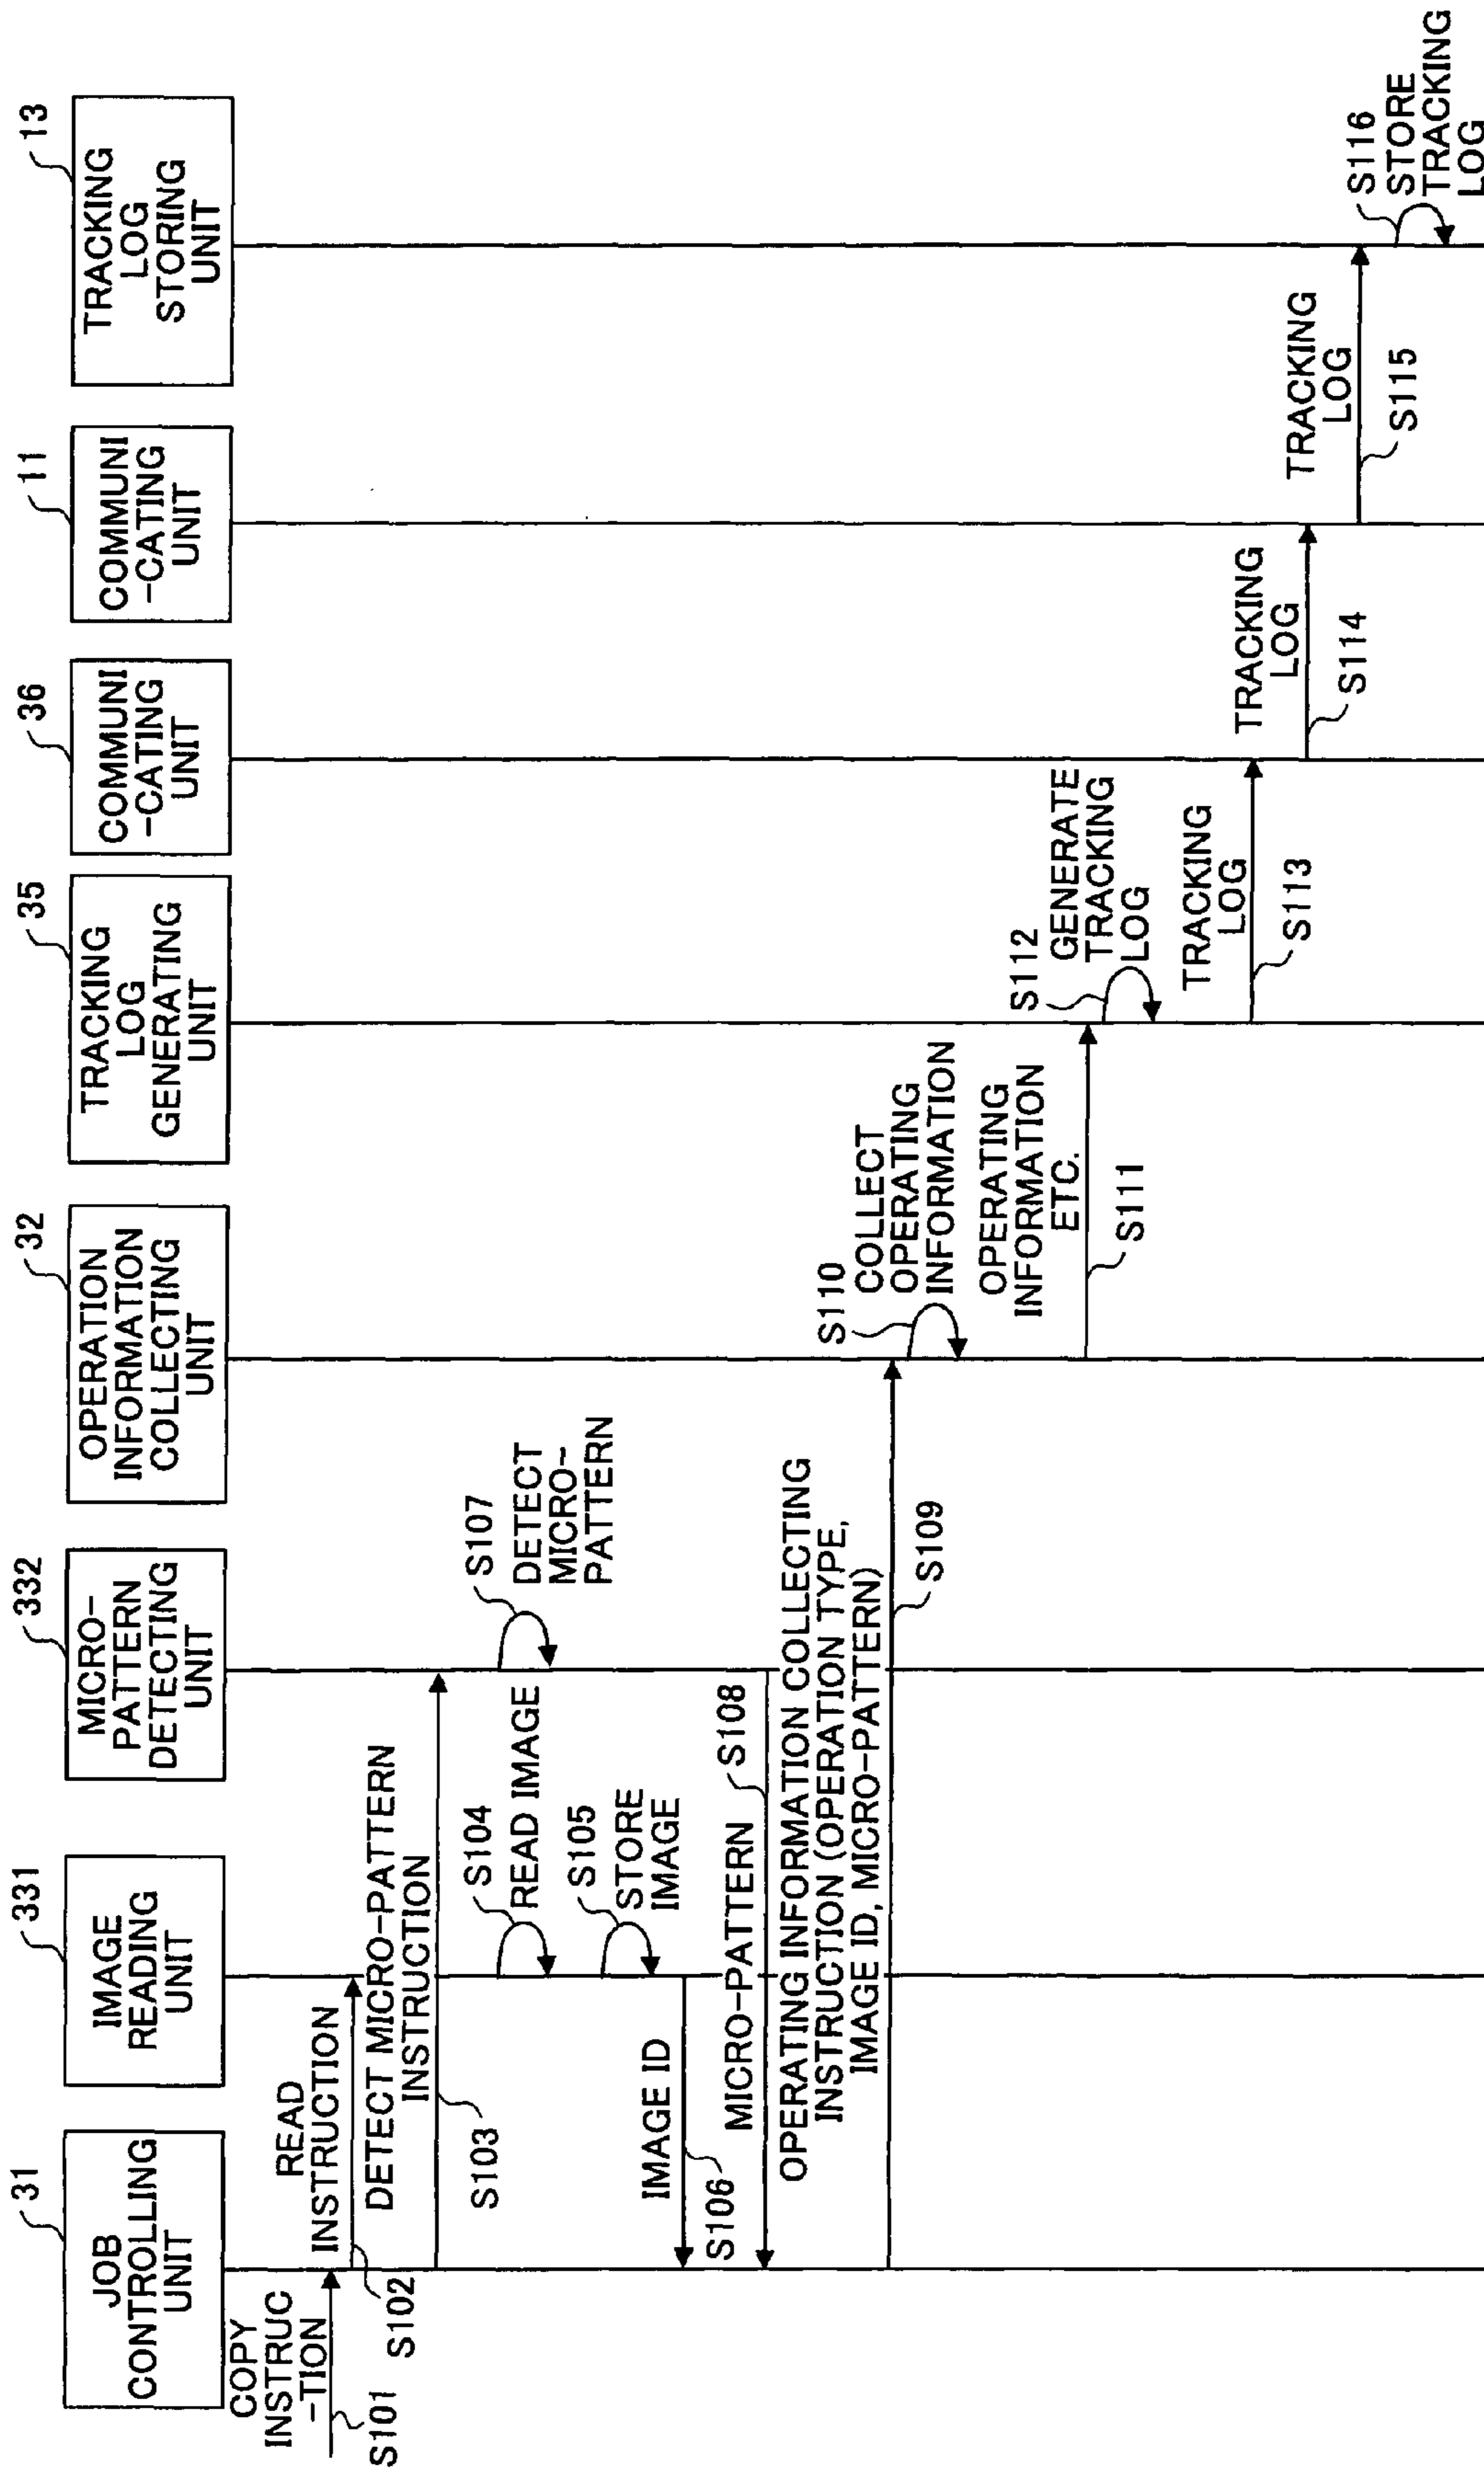 31
JOB
CONTROLLING
UNIT
331
IMAGE
READING
UNIT
332
MICRO-
PATTERN
DETECTING
UNIT
32
OPERATION
INFORMATION
COLLECTING
UNIT
35
TRACKING
LOG
GENERATING
UNIT
36
COMMUNI
-CATING
UNIT
11
COMMUNI
-CATING
UNIT
13
TRACKING
LOG
STORING
UNIT
COPY
INSTRUC
-TION
S101
READ
INSTRUCTION
S102
DETECT MICRO-PATTERN
INSTRUCTION
S103
S104
READ IMAGE
S105
STORE
IMAGE
IMAGE ID
S106
S107
DETECT
MICRO-
PATTERN
MICRO-PATTERN
S108
OPERATING INFORMATION COLLECTING
INSTRUCTION (OPERATION TYPE,
IMAGE ID, MICRO-PATTERN)
S109
S110
COLLECT
OPERATING
INFORMATION
OPERATING
INFORMATION
ETC.
S111
S112
GENERATE
TRACKING
LOG
TRACKING
LOG
S113
TRACKING
LOG
S114
TRACKING
LOG
S115
S116
STORE
TRACKING
LOG